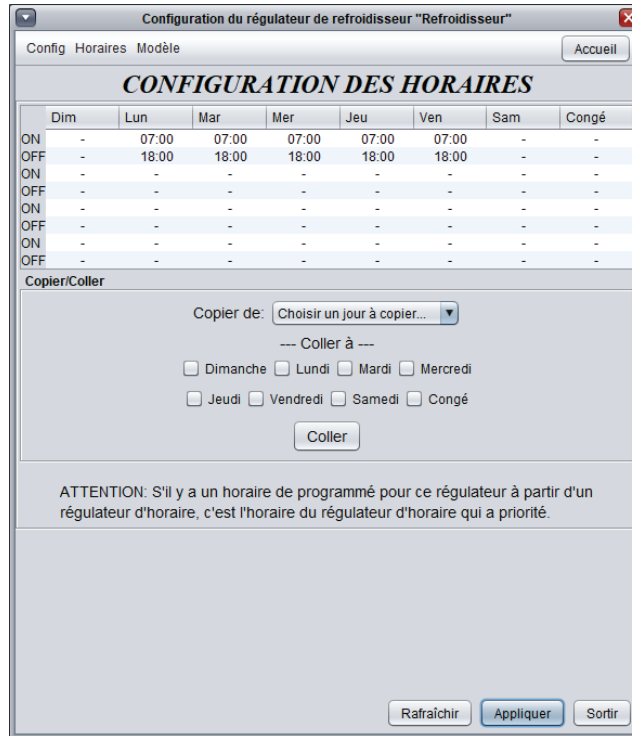 Configuration du régulateur de refroidisseur "Refroidisseur"
Config Horaires Modèle Accueil
CONFIGURATION DES HORAIRES
Dim Lun Mar Mer Jeu Ven Sam Congé
ON - 07:00 07:00 07:00 07:00 07:00 - -
OFF - 18:00 18:00 18:00 18:00 18:00 - -
ON - - - - - - - -
OFF - - - - - - - -
ON - - - - - - - -
OFF - - - - - - - -
ON - - - - - - - -
OFF - - - - - - - -
Copier/Coller
Copier de: Choisir un jour à copier...
--- Coller à ---
Dimanche Lundi Mardi Mercredi
Jeudi Vendredi Samedi Congé
Coller
ATTENTION: S'il y a un horaire de programmé pour ce régulateur à partir d'un
régulateur d'horaire, c'est l'horaire du régulateur d'horaire qui a priorité.
Rafraîchir Appliquer Sortir